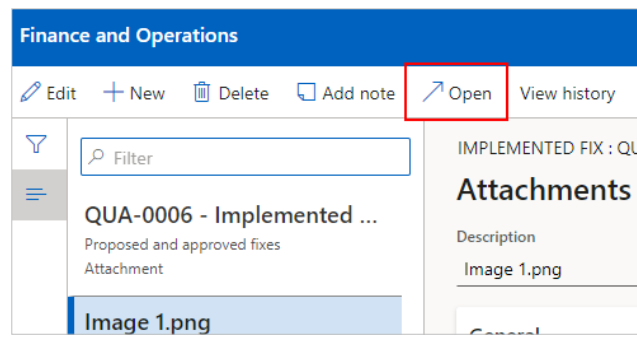 Finance and Operations
Edit New Delete Add note Open View history
Filter
QUA-0006 - Implemented ...
Proposed and approved fixes
Attachment
Image 1.png
IMPLEMENTED FIX : QU
Attachments
Description
Image 1.png
General